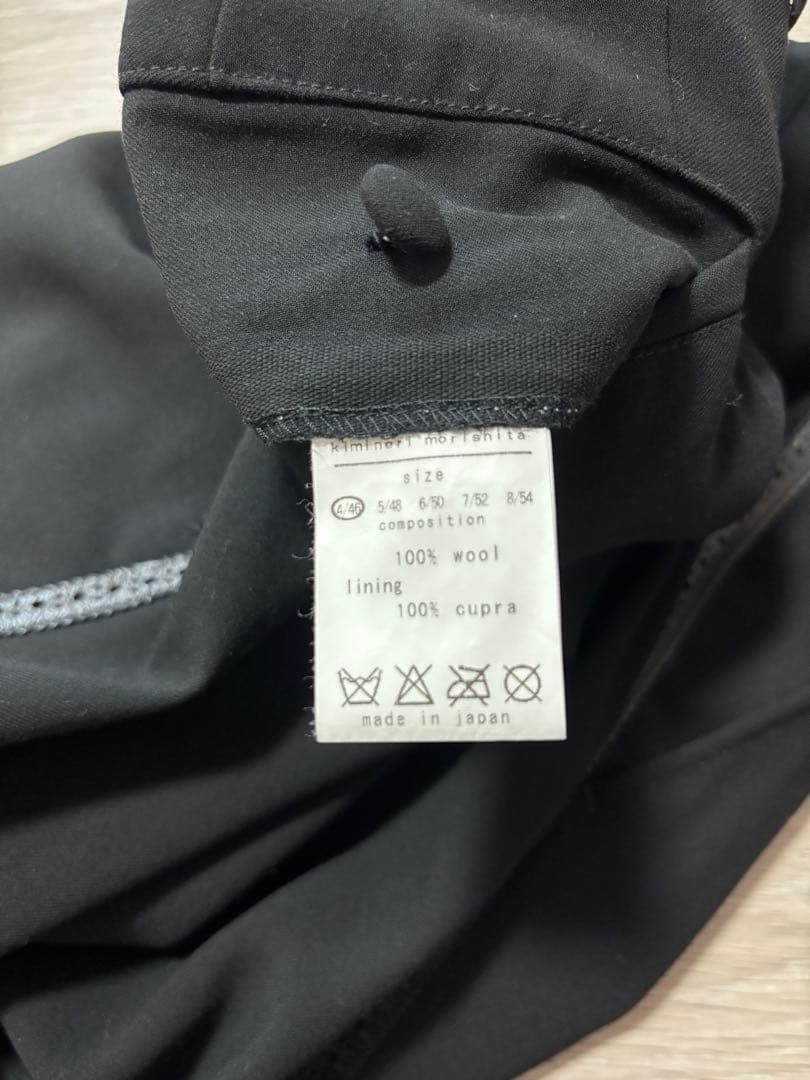 kiminori morishita
size
4/46 5/48 6/50 7/52 8/54
composition
100% wool
lining
100% cupra
made in japan